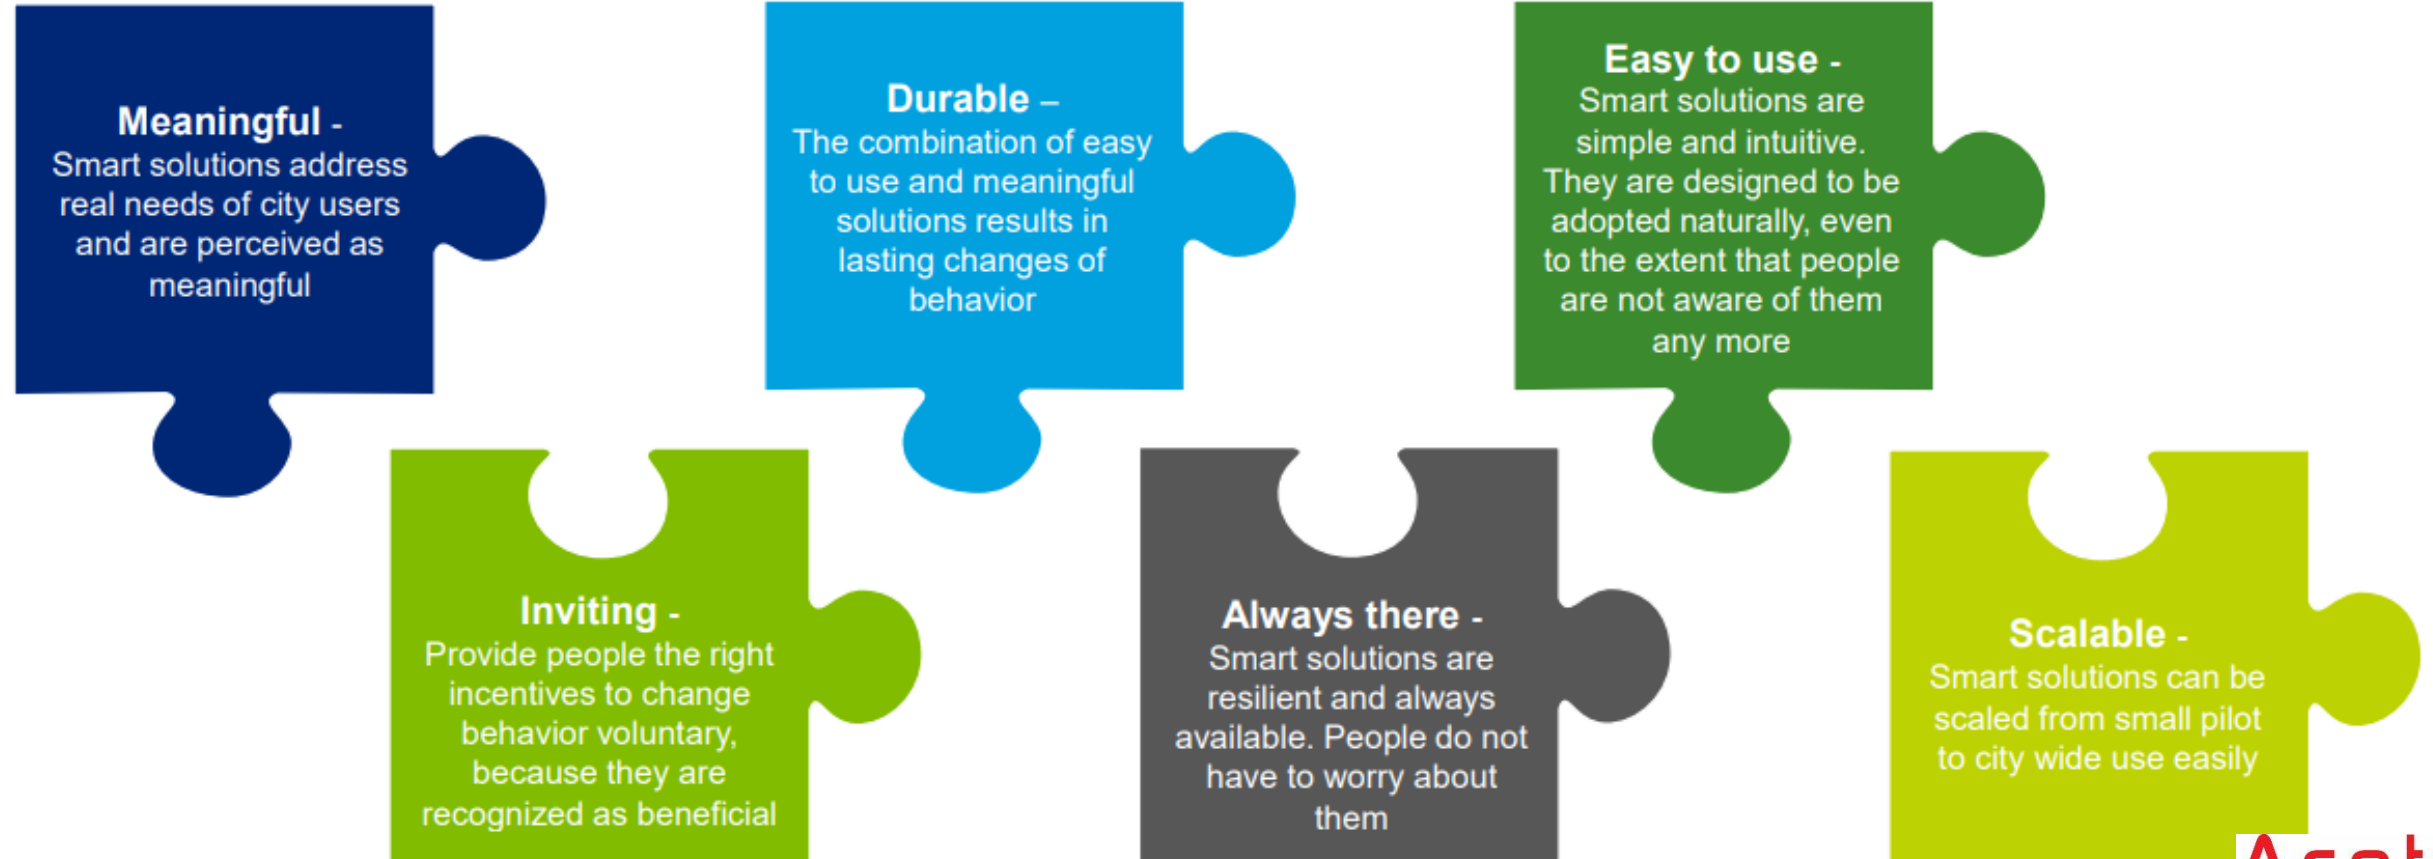 Meaningful -
Smart solutions address
real needs of city users
and are perceived as
meaningful
Durable –
The combination of easy
to use and meaningful
solutions results in
lasting changes of
behavior
Easy to use -
Smart solutions are
simple and intuitive.
They are designed to be
adopted naturally, even
to the extent that people
are not aware of them
any more
Inviting -
Provide people the right
incentives to change
behavior voluntary,
because they are
recognized as beneficial
Always there -
Smart solutions are
resilient and always
available. People do not
have to worry about
them
Scalable -
Smart solutions can be
scaled from small pilot
to city wide use easily